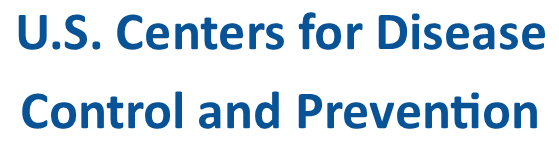 U.S. Centers for Disease
Control and Prevention